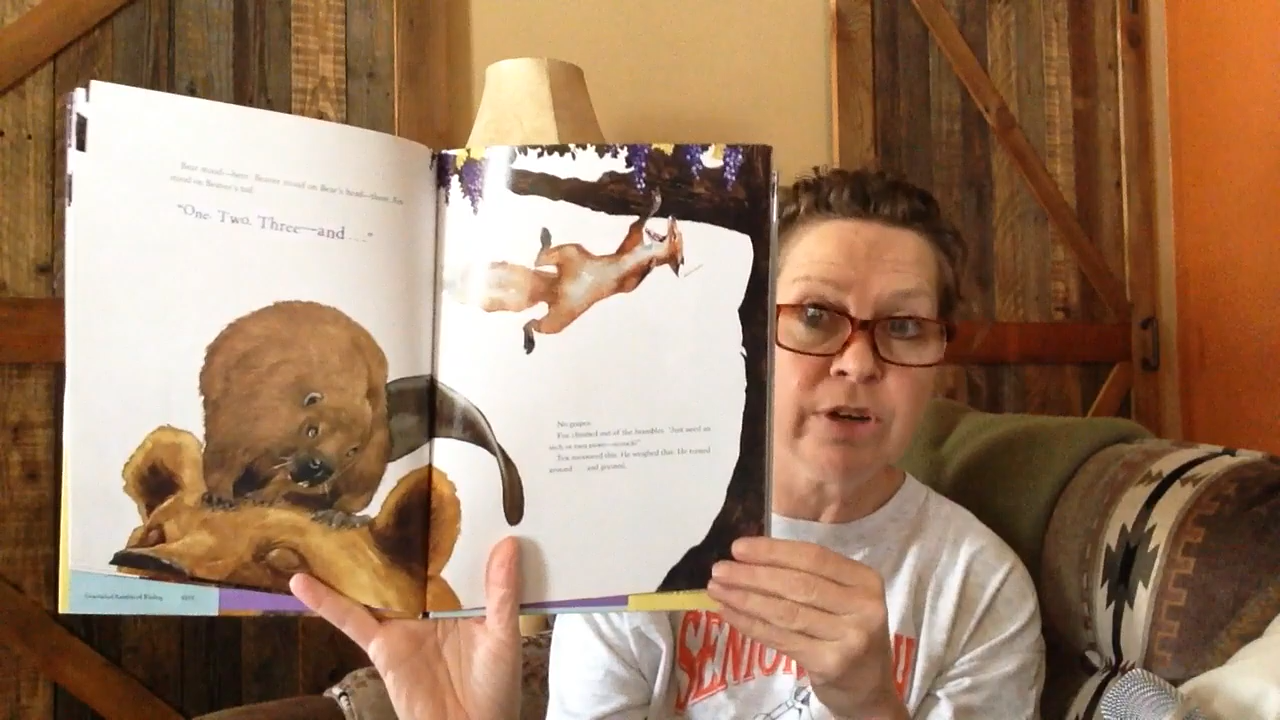 Bear stood—here. Beaver stood on Bear's head—there. Fox
stood on Beaver's tail.
"One. Two. Three—and . . ."
No grapes.
Fox climbed out of the brambles. "Just need an
inch or two more—stretch!"
Fox measured this. He weighed that. He turned
around and pointed.
SENIOR